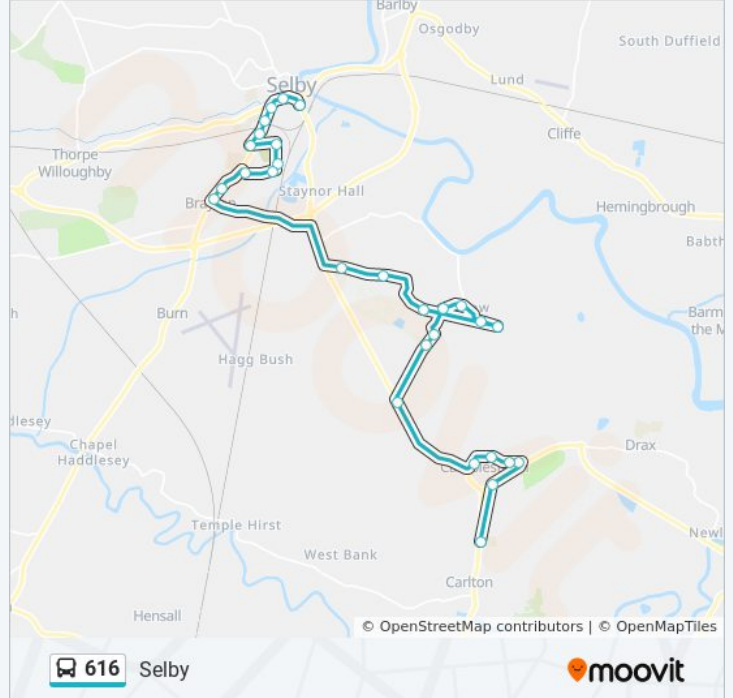 Barlby
Osgodby
South Duffield
Selby
Lund
Cliffe
Thorpe
Willoughby
Staynor Hall
Hemingbrough
Babth
Burn
Barm
the M
Hagg Bush
dlesey
Chapel
Haddlesey
Drax
Temple Hirst
Newl
West Bank
Carlton
Hensall
© OpenStreetMap contributors | © OpenMapTiles
616 Selby
moovit